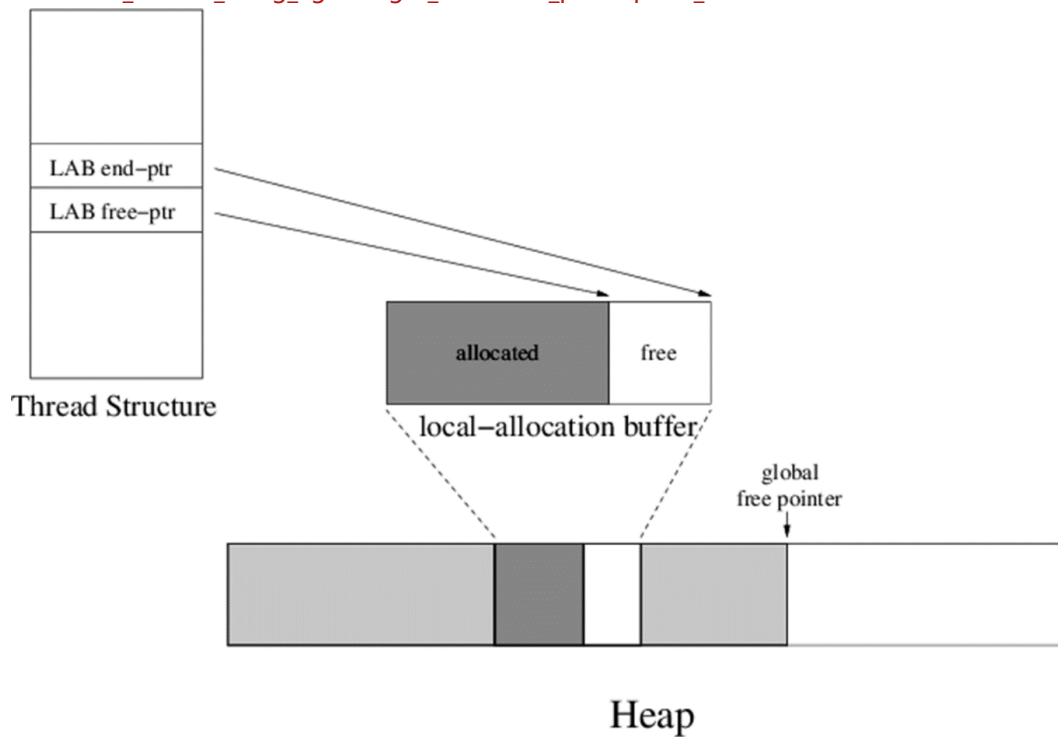 LAB end−ptr
LAB free−ptr
Thread Structure
allocated
free
local−allocation buffer
global
free pointer
Heap